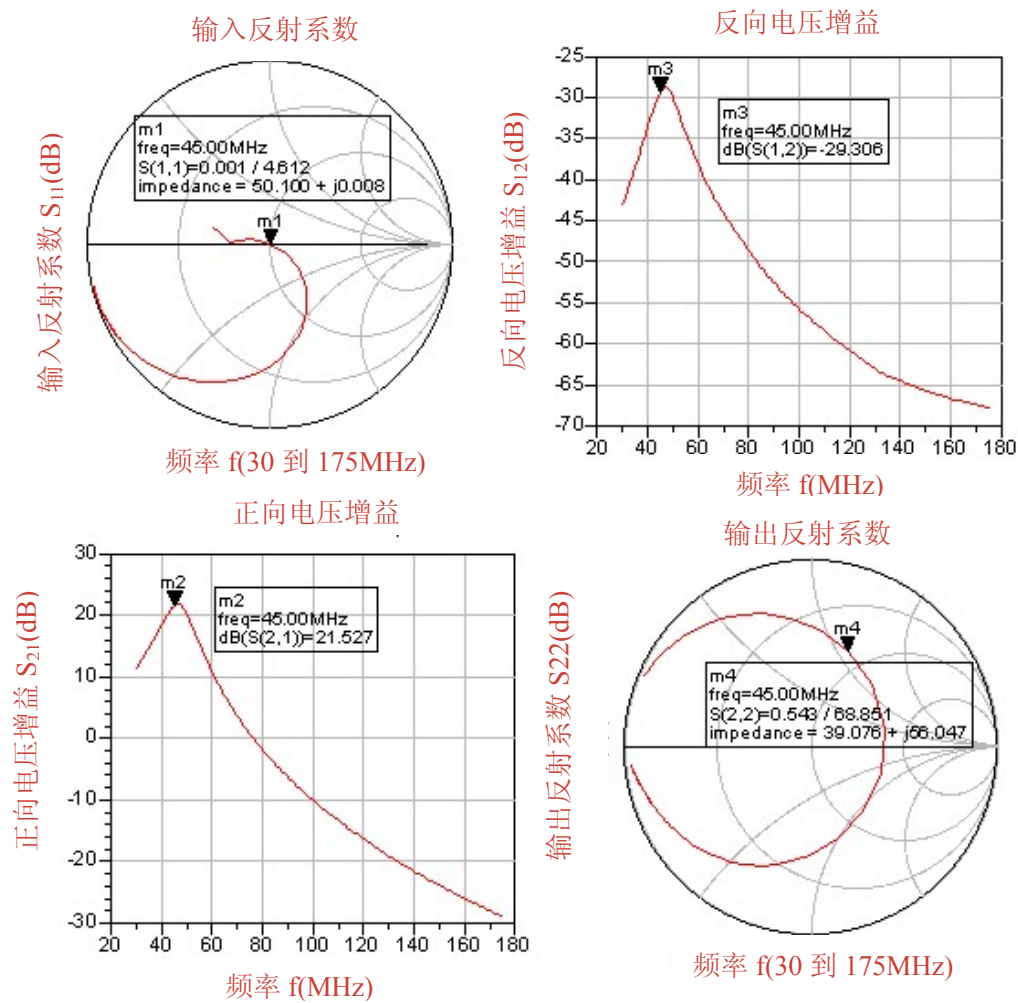 输入反射系数
输入反射系数 S11(dB)
m1
freq=45.00MHz
S(1,1)=0.001 / 4.612
impedance = 50.100 + j0.008
m1
频率 f(30 到 175MHz)
反向电压增益
反向电压增益 S12(dB)
-25
-30
-35
-40
-45
-50
-55
-60
-65
-70
m3
m3
freq=45.00MHz
dB(S(1,2))=-29.306
20 40 60 80 100 120 140 160 180
频率 f(MHz)
正向电压增益
正向电压增益 S21(dB)
30
20
10
0
-10
-20
-30
m2
m2
freq=45.00MHz
dB(S(2,1))=21.527
20 40 60 80 100 120 140 160 180
频率 f(MHz)
输出反射系数
输出反射系数 S22(dB)
m4
m4
freq=45.00MHz
S(2,2)=0.543 / 68.851
impedance = 39.076 + j56.047
频率 f(30 到 175MHz)